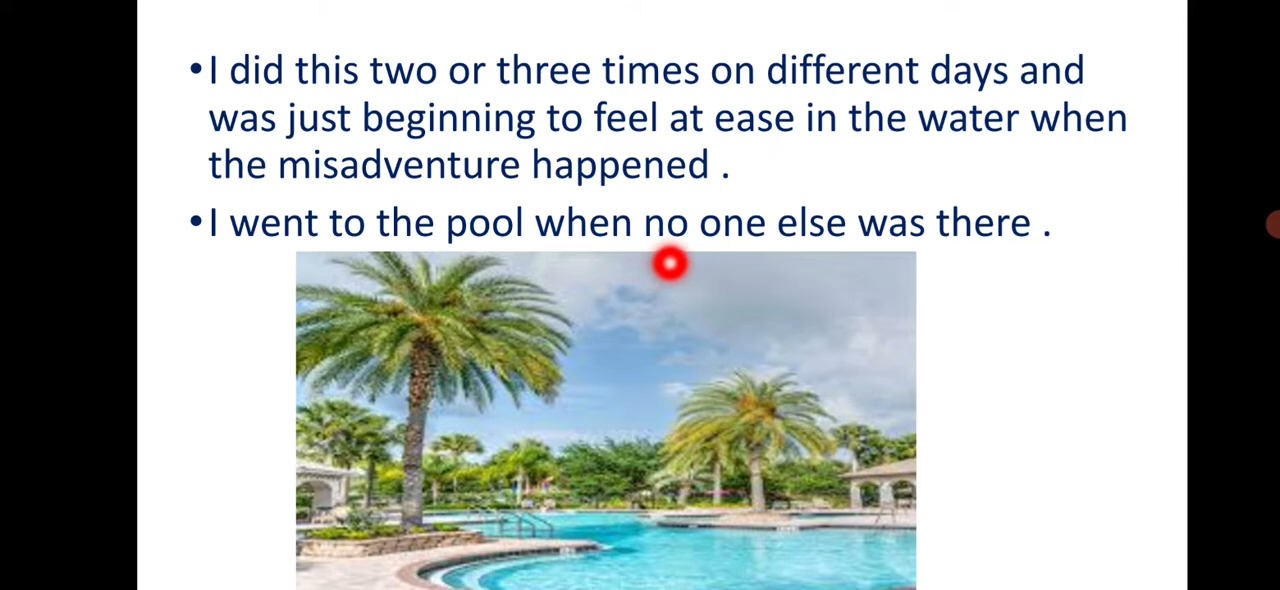 •I did this two or three times on different days and
was just beginning to feel at ease in the water when
the misadventure happened .
•I went to the pool when no one else was there .